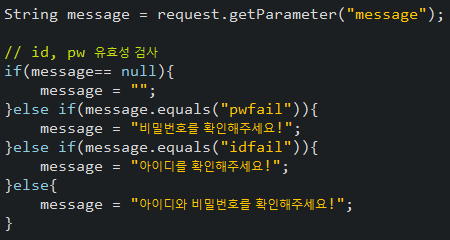 String message = request.getParameter("message");
// id, pw 유효성 검사
if(message== null){
message = "";
}else if(message.equals("pwfail")){
message = "비밀번호를 확인해주세요!";
}else if(message.equals("idfail")){
message = "아이디를 확인해주세요!";
}else{
message = "아이디와 비밀번호를 확인해주세요!";
}